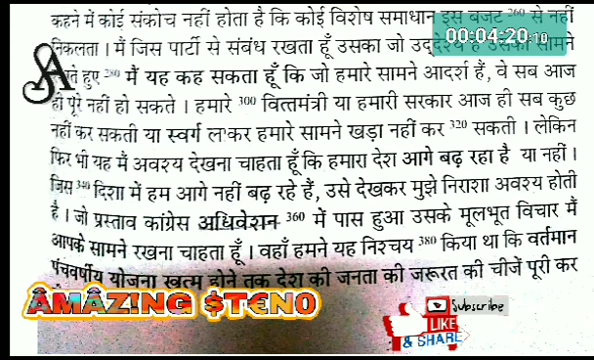 कहने में कोई संकोच नहीं होता है कि कोई विशेष समाधान इस बजट 260 से नहीं
00:04:20:10
निकलता । मैं जिस पार्टी से संबंध रखता हूँ उसका जो उद्देश्य है उसको सामने
हुए 280 मैं यह कह सकता हूँ कि जो हमारे सामने आदर्श हैं, वे सब आज
ही पूरे नहीं हो सकते । हमारे 300 वित्तमंत्री या हमारी सरकार आज ही सब कुछ
नहीं कर सकती या स्वर्ग लाकर हमारे सामने खड़ा नहीं कर 320 सकती । लेकिन
फिर भी यह मैं अवश्य देखना चाहता हूँ कि हमारा देश आगे बढ़ रहा है या नहीं ।
जिस 340 दिशा में हम आगे नहीं बढ़ रहे हैं, उसे देखकर मुझे निराशा अवश्य होती
है । जो प्रस्ताव कांग्रेस अधिवेशन 360 में पास हुआ उसके मूलभूत विचार मैं
आपके सामने रखना चाहता हूँ । वहाँ हमने यह निश्चय 380 किया था कि वर्तमान
पंचवर्षीय योजना खत्म होने तक देश की जनता की जरूरत की चीजें पूरी कर
AMAZ!NG $T€NO
Subscribe
LIKE
& SHARE